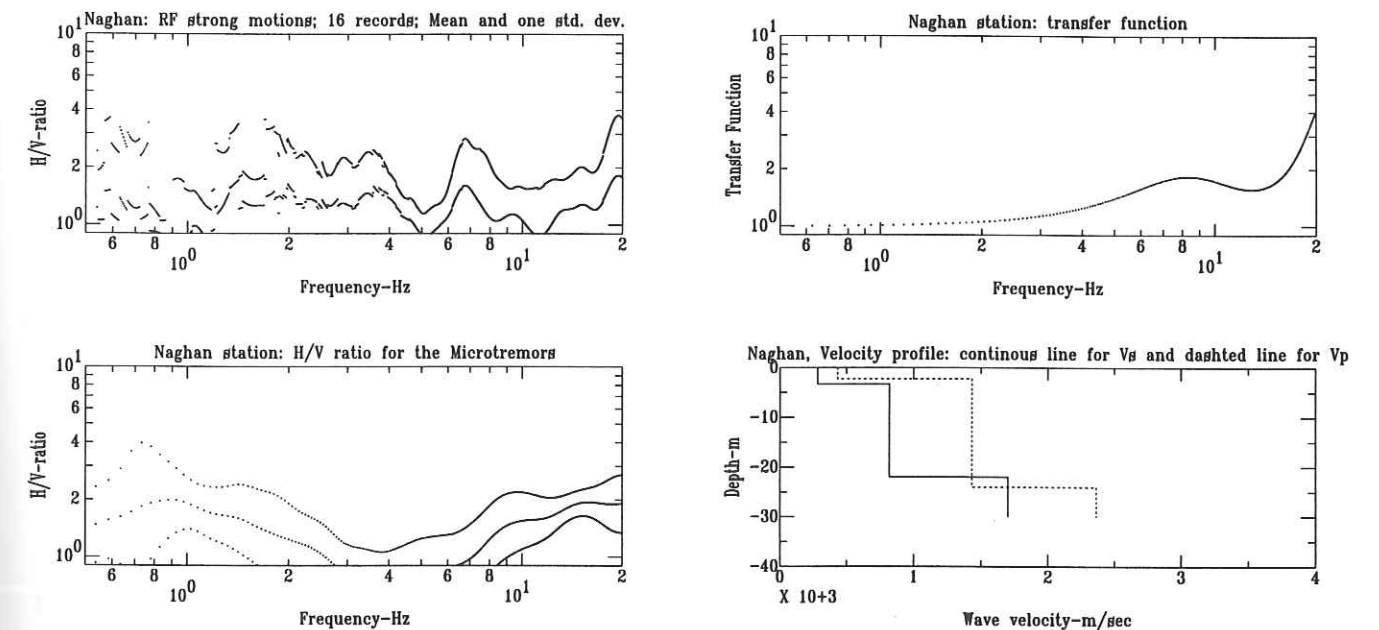 Naghan: RF strong motions; 16 records; Mean and one std. dev.
10^1
8
6
4
2
10^0
H/V-ratio
6 8 2 4 6 8 2
10^0 10^1
Frequency-Hz
Naghan station: transfer function
10^1
8
6
4
2
10^0
Transfer Function
6 8 2 4 6 8 2
10^0 10^1
Frequency-Hz
Naghan station: H/V ratio for the Microtremors
10^1
8
6
4
2
10^0
H/V-ratio
6 8 2 4 6 8 2
10^0 10^1
Frequency-Hz
Naghan, Velocity profile: continous line for Vs and dashted line for Vp
0
-10
-20
-30
-40
Depth-m
0 1 2 3 4
X 10+3
Wave velocity-m/sec